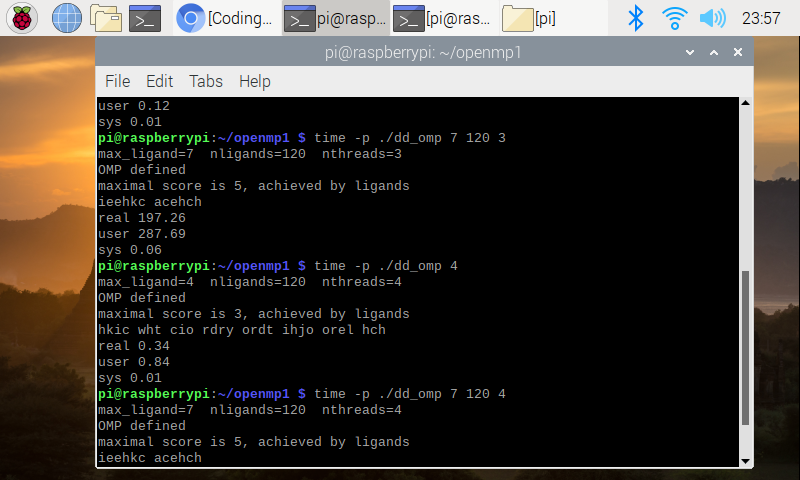 [Coding... pi@rasp... [pi@ras... [pi] 23:57
pi@raspberrypi: ~/openmp1
File Edit Tabs Help
user 0.12
sys 0.01
pi@raspberrypi:~/openmp1 $ time -p ./dd_omp 7 120 3
max_ligand=7  nligands=120  nthreads=3
OMP defined
maximal score is 5, achieved by ligands
ieehkc acehch
real 197.26
user 287.69
sys 0.06
pi@raspberrypi:~/openmp1 $ time -p ./dd_omp 4
max_ligand=4  nligands=120  nthreads=4
OMP defined
maximal score is 3, achieved by ligands
hkic wht cio rdry ordt ihjo orel hch
real 0.34
user 0.84
sys 0.01
pi@raspberrypi:~/openmp1 $ time -p ./dd_omp 7 120 4
max_ligand=7  nligands=120  nthreads=4
OMP defined
maximal score is 5, achieved by ligands
ieehkc acehch